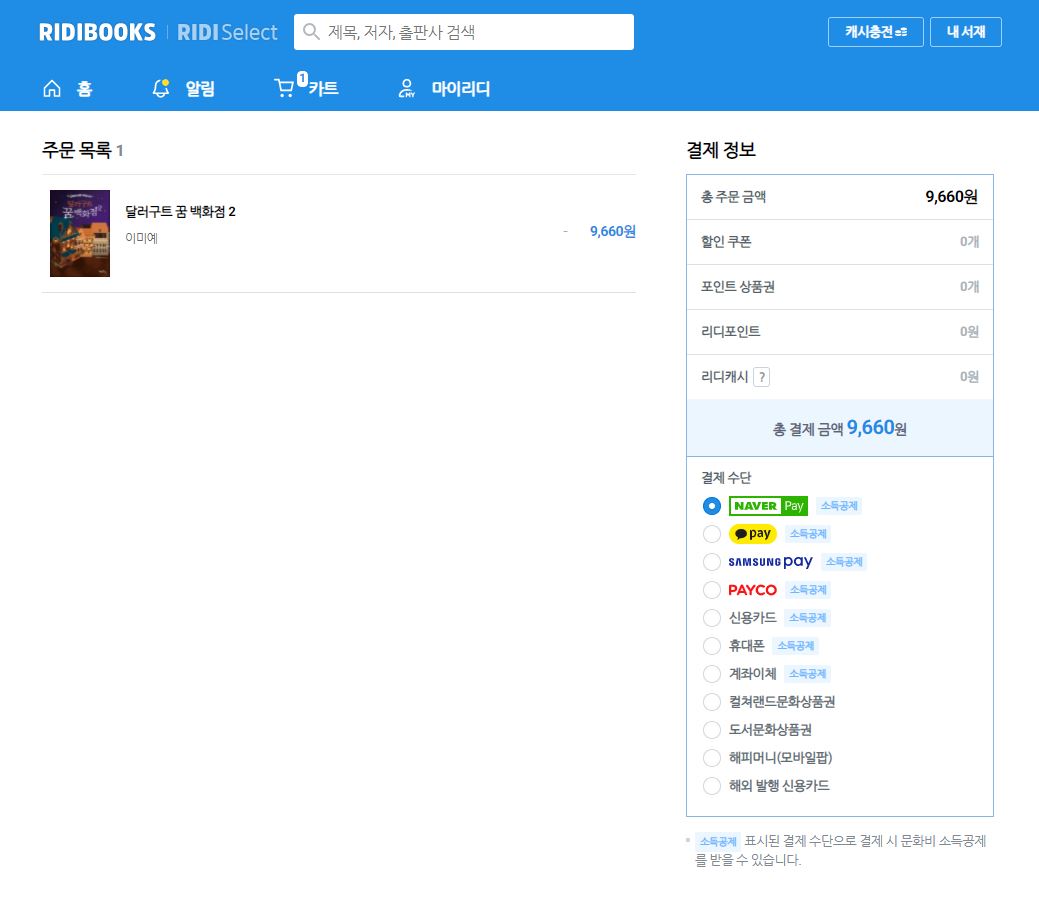 RIDIBOOKS RIDI Select 제목, 저자, 출판사 검색 캐시충전 내 서재
홈 알림 1 카트 마이리디
주문 목록 1
달러구트 꿈 백화점2
달러구트 꿈 백화점 2
이미예
- 9,660원
결제 정보
총 주문 금액 9,660원
할인 쿠폰 0개
포인트 상품권 0개
리디포인트 0원
리디캐시 ? 0원
총 결제 금액 9,660원
결제 수단
NAVER Pay 소득공제
pay 소득공제
SAMSUNG pay 소득공제
PAYCO 소득공제
신용카드 소득공제
휴대폰 소득공제
계좌이체 소득공제
컬쳐랜드문화상품권
도서문화상품권
해피머니(모바일팝)
해외 발행 신용카드
소득공제 표시된 결제 수단으로 결제 시 문화비 소득공제
를 받을 수 있습니다.